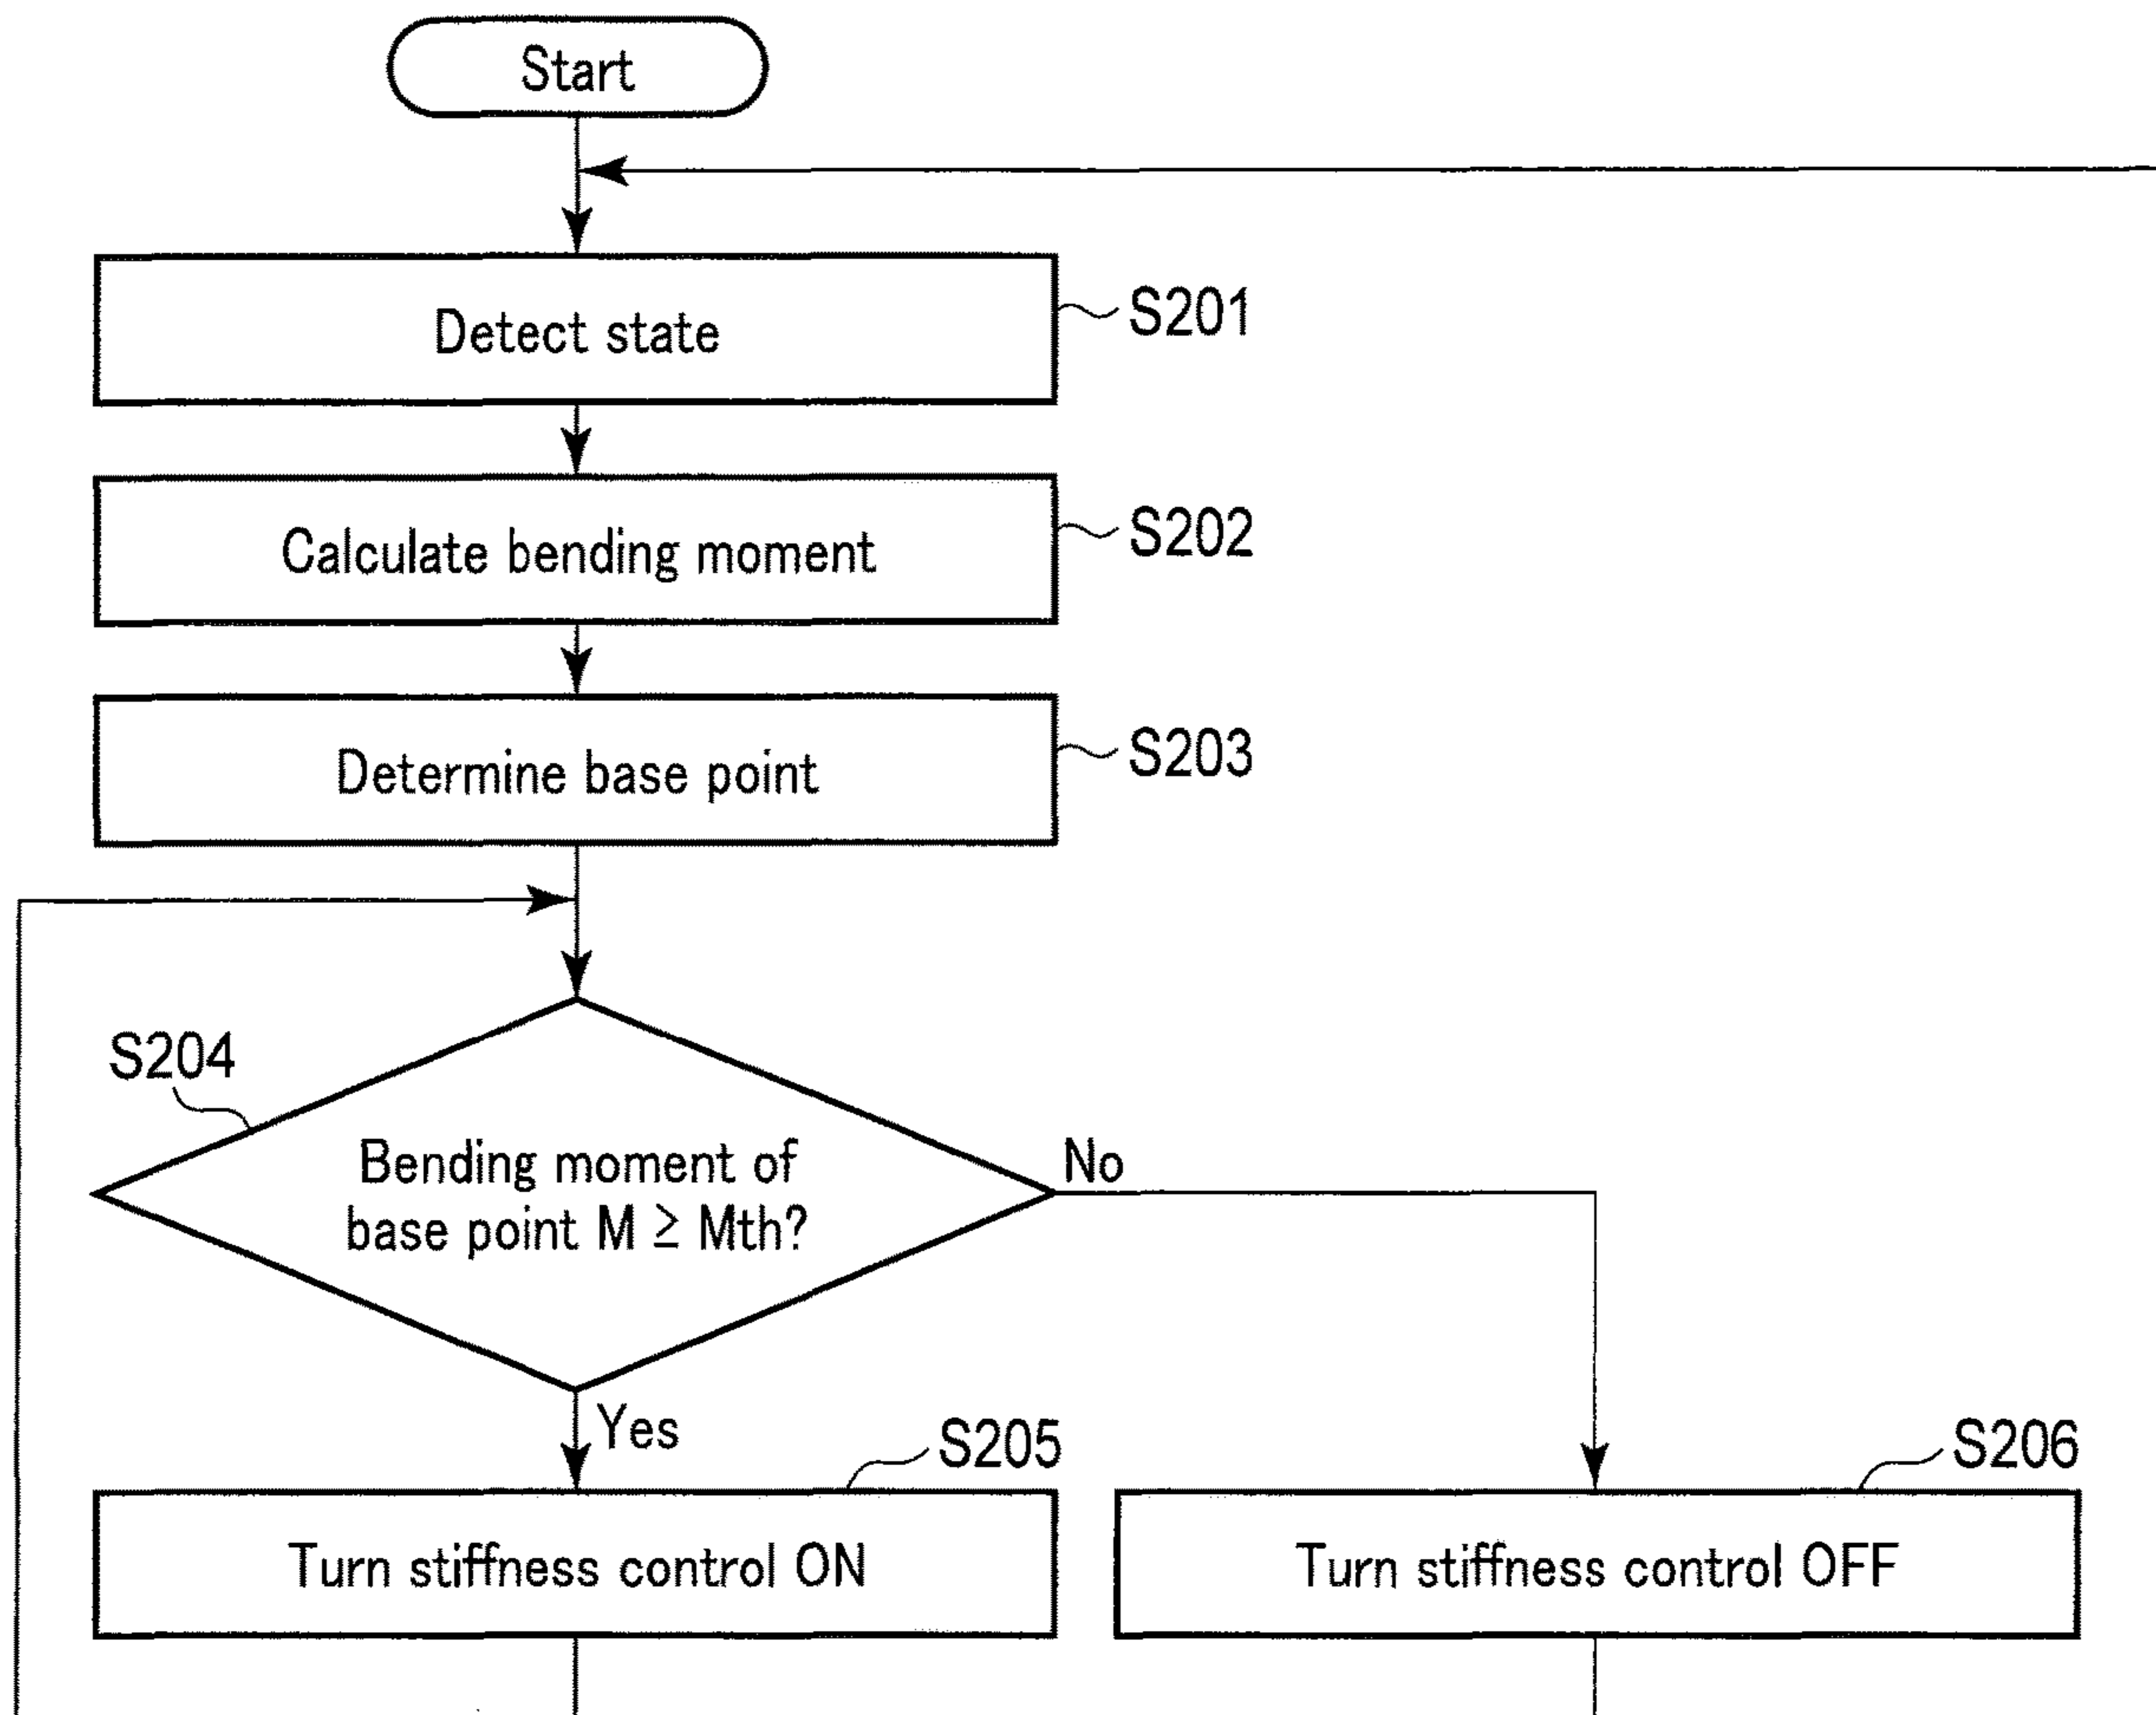 Start
Detect state
S201
Calculate bending moment
S202
Determine base point
S203
S204
Bending moment of
base point M ≥ Mth?
No
Yes
S205
S206
Turn stiffness control ON
Turn stiffness control OFF